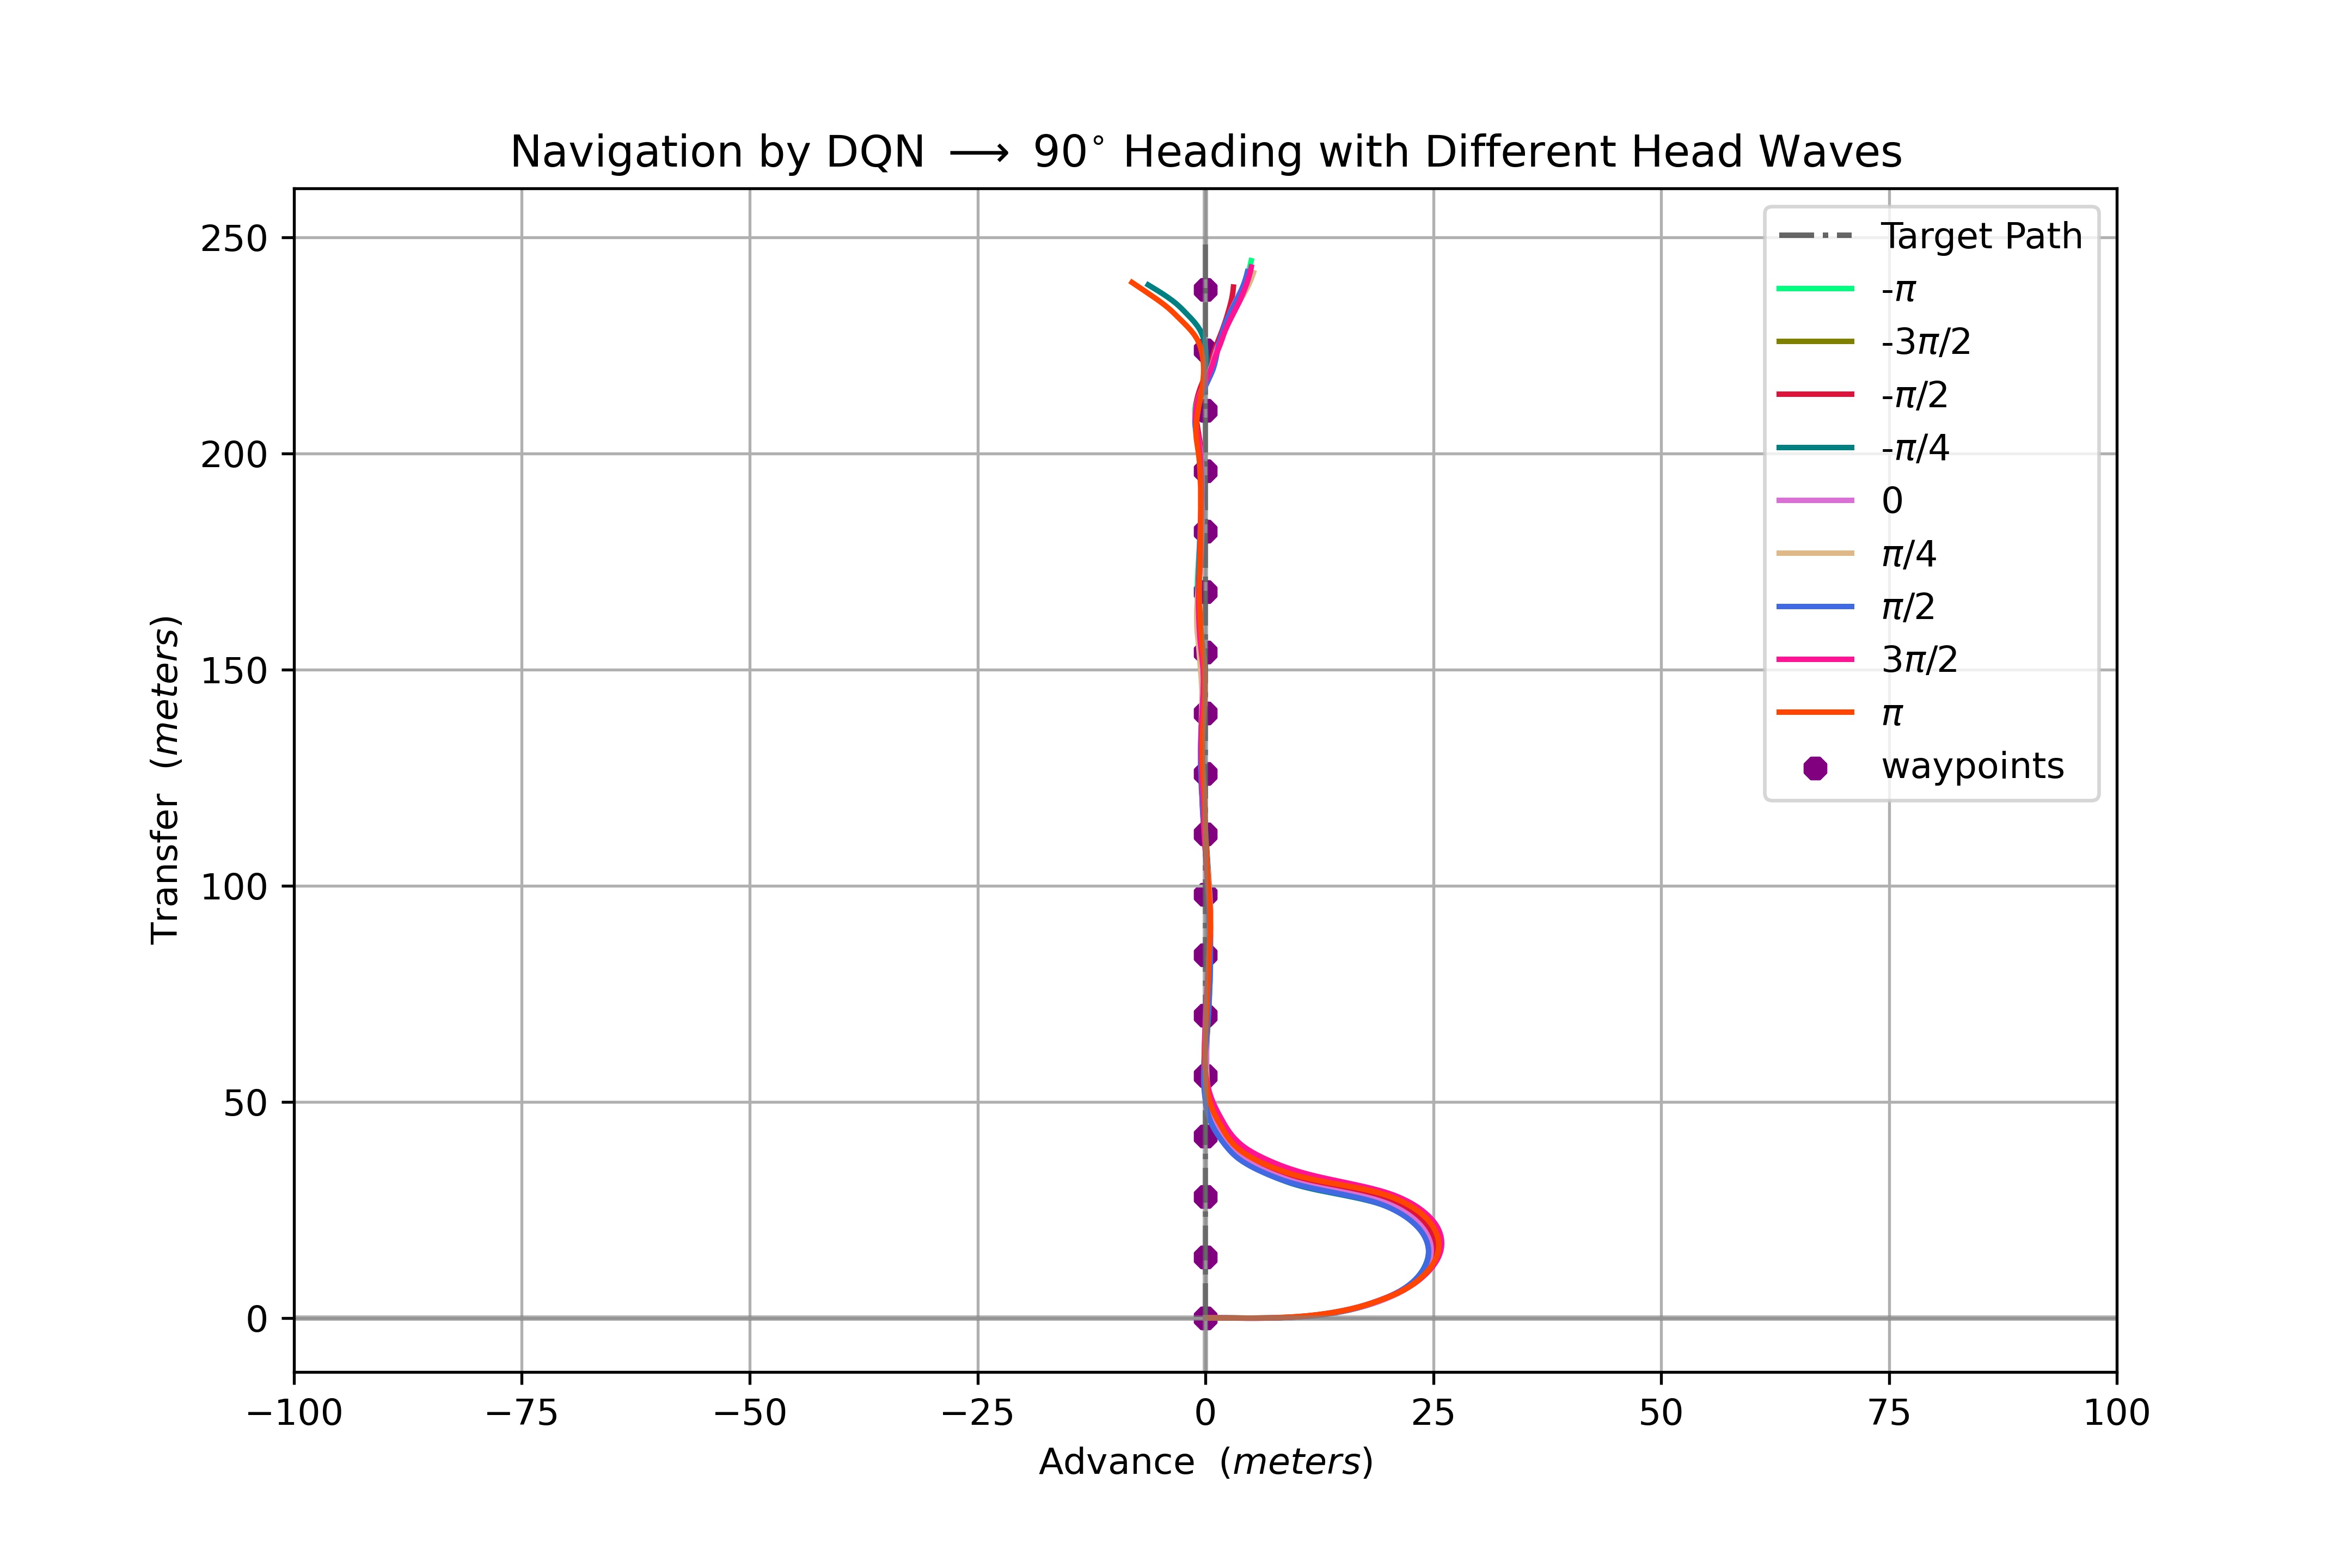 Navigation by DQN ⟶ 90° Heading with Different Head Waves
250
200
150
100
50
0
Transfer (meters)
−100
−75
−50
−25
0
25
50
75
100
Advance (meters)
Target Path
-π
-3π/2
-π/2
-π/4
0
π/4
π/2
3π/2
π
waypoints